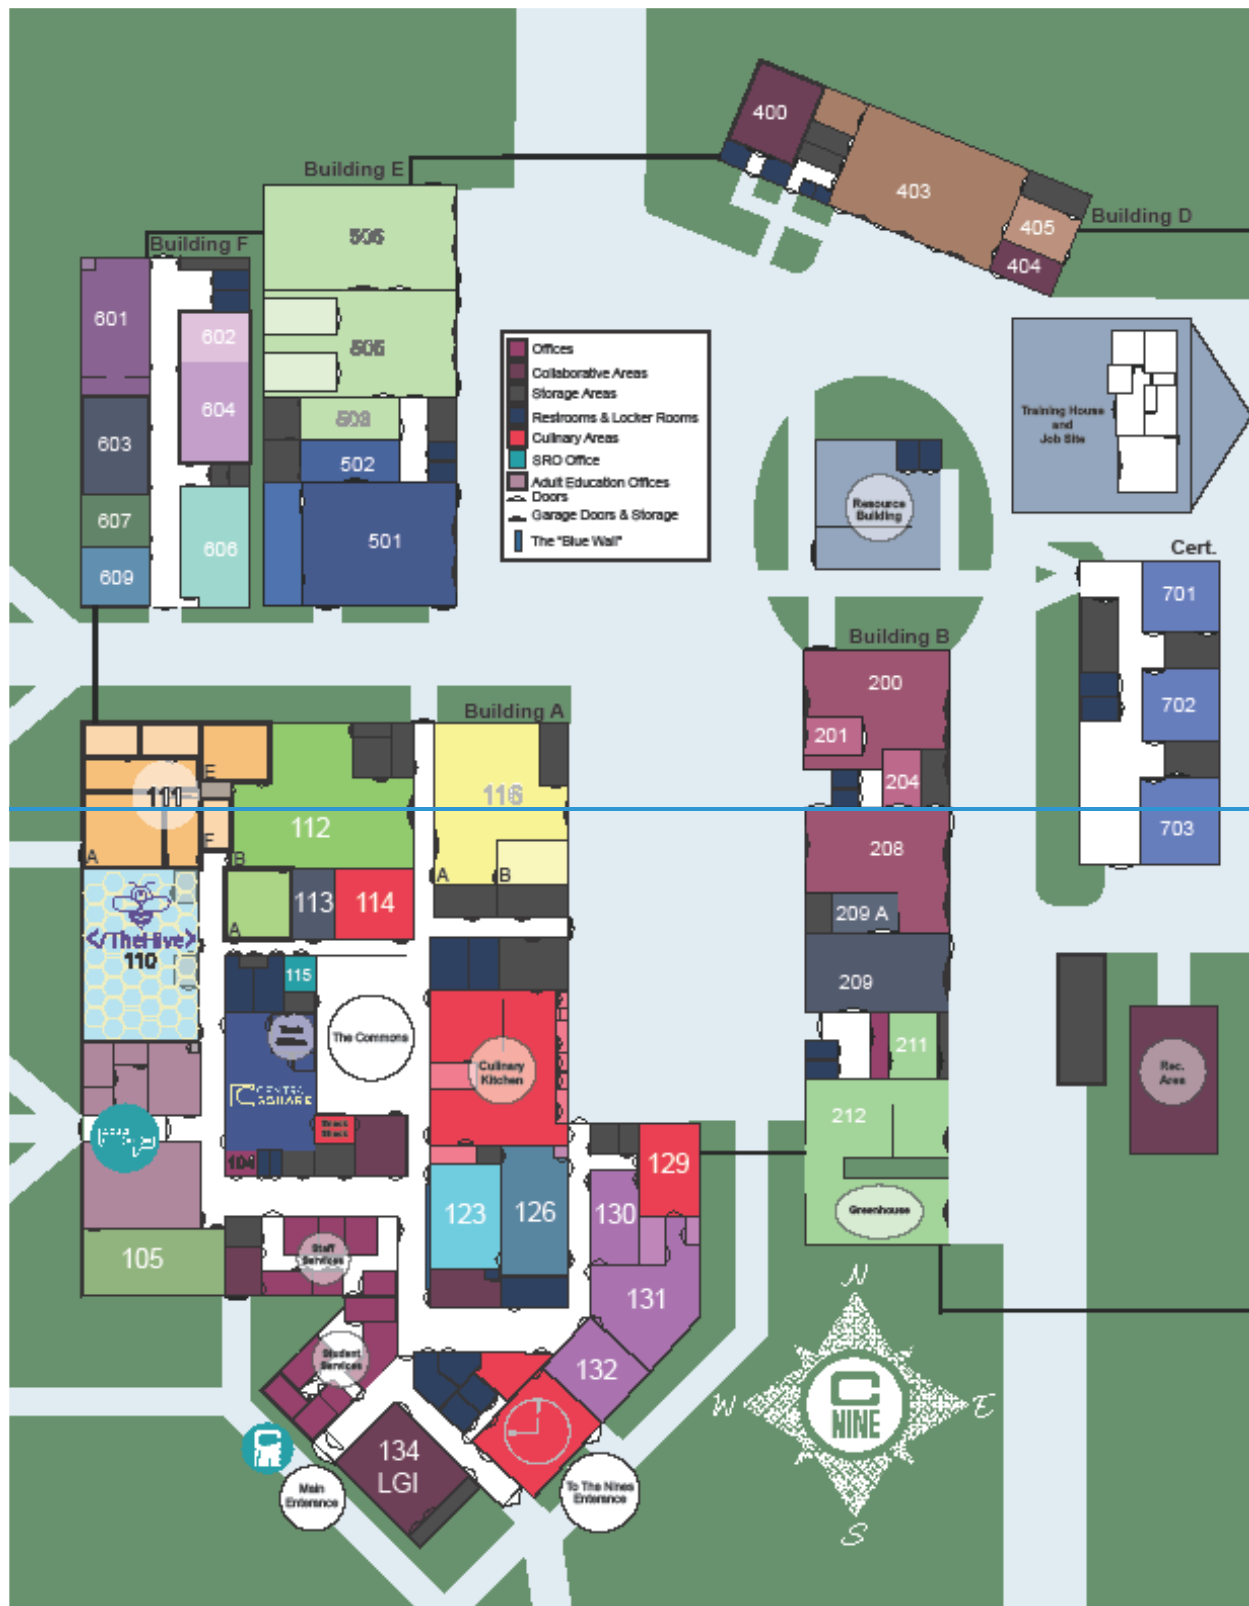 400
Building E
403
Building D
405
404
506
Building F
601
602
505
604
603
503
502
607
606
501
609
Offices
Collaborative Areas
Storage Areas
Restrooms & Locker Rooms
Culinary Areas
SRO Office
Adult Education Offices
Doors
Garage Doors & Storage
The "Blue Wall"
Training House
and
Job Site
Resource
Building
Cert.
701
702
703
Building B
200
201
204
208
209 A
209
211
212
Greenhouse
Rec.
Area
Building A
111
A
E
F
112
B
A
116
A
B
113
114
</TheHive>
110
115
The Commons
CENTRAL
SQUARE
104
Culinary
Kitchen
123
126
129
130
131
132
105
Staff
Services
Student
Services
134
LGI
Main
Enterance
To The Nines
Enterance
N
W
E
S
C
NINE